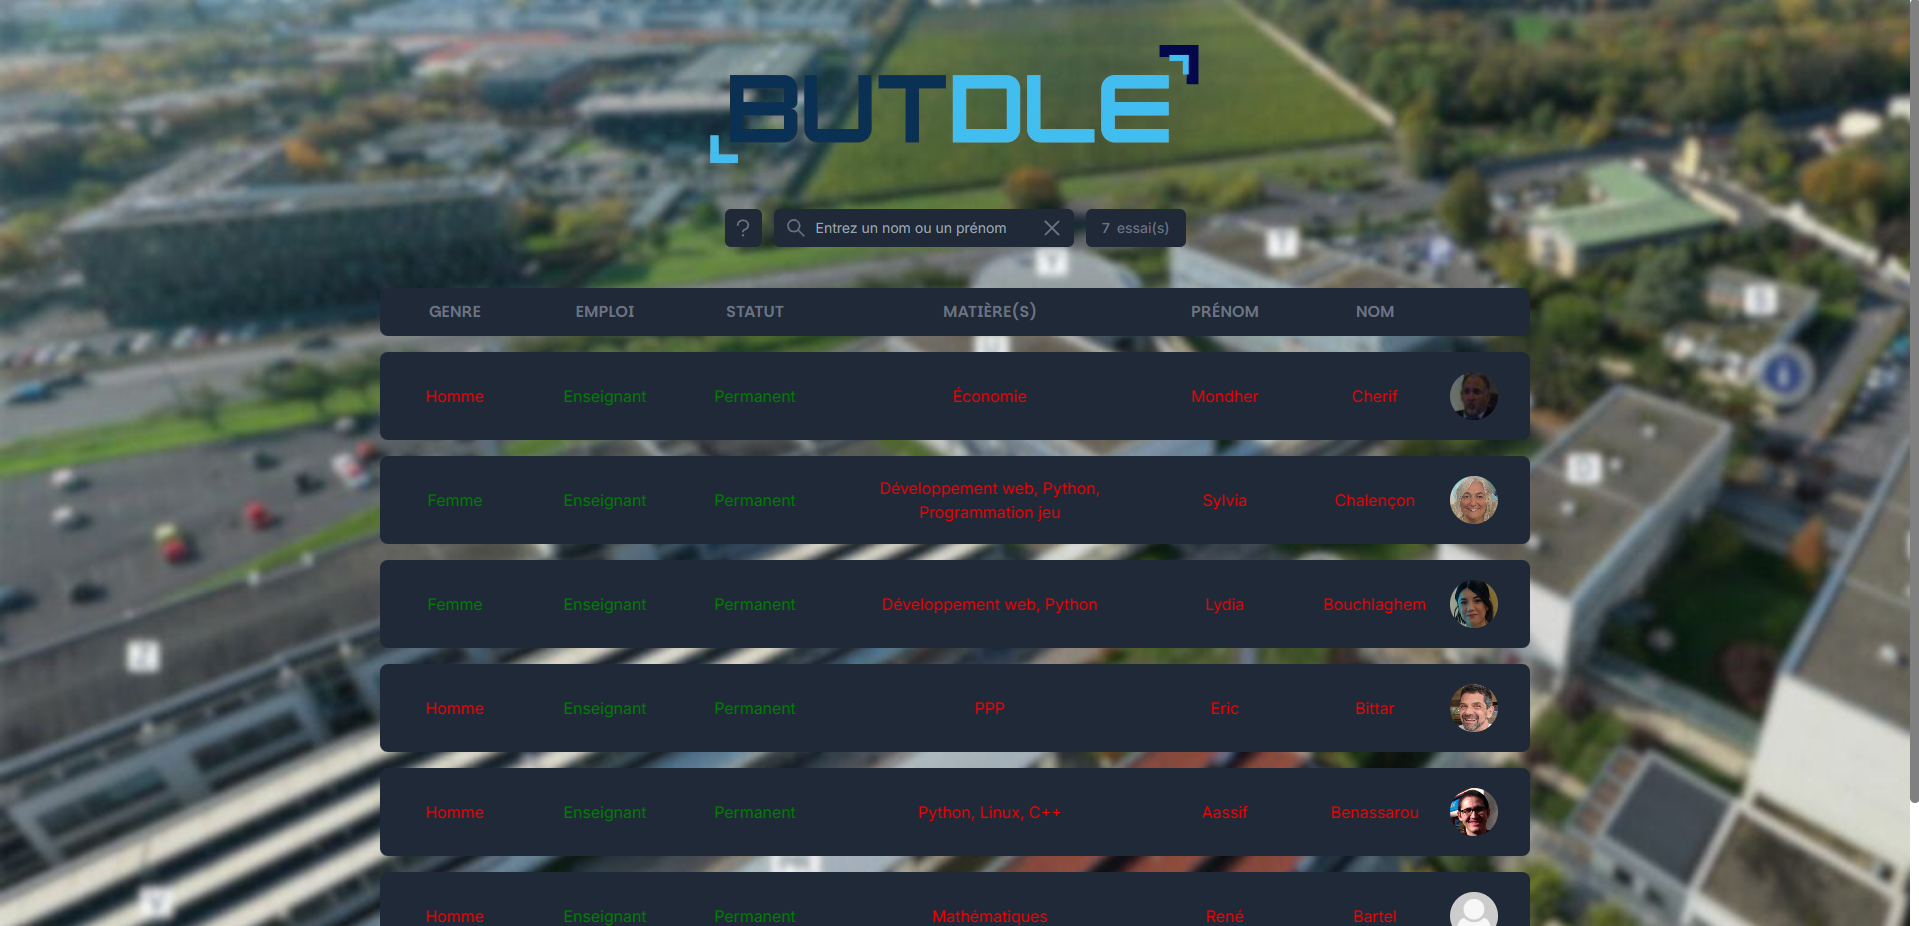 BUTDLE
? Entrez un nom ou un prénom 7 essai(s)
GENRE EMPLOI STATUT MATIÈRE(S) PRÉNOM NOM
Homme Enseignant Permanent Économie Mondher Cherif
Femme Enseignant Permanent Développement web, Python, Programmation jeu Sylvia Chalençon
Femme Enseignant Permanent Développement web, Python Lydia Bouchlaghem
Homme Enseignant Permanent PPP Eric Bittar
Homme Enseignant Permanent Python, Linux, C++ Aassif Benassarou
Homme Enseignant Permanent Mathématiques René Bartel